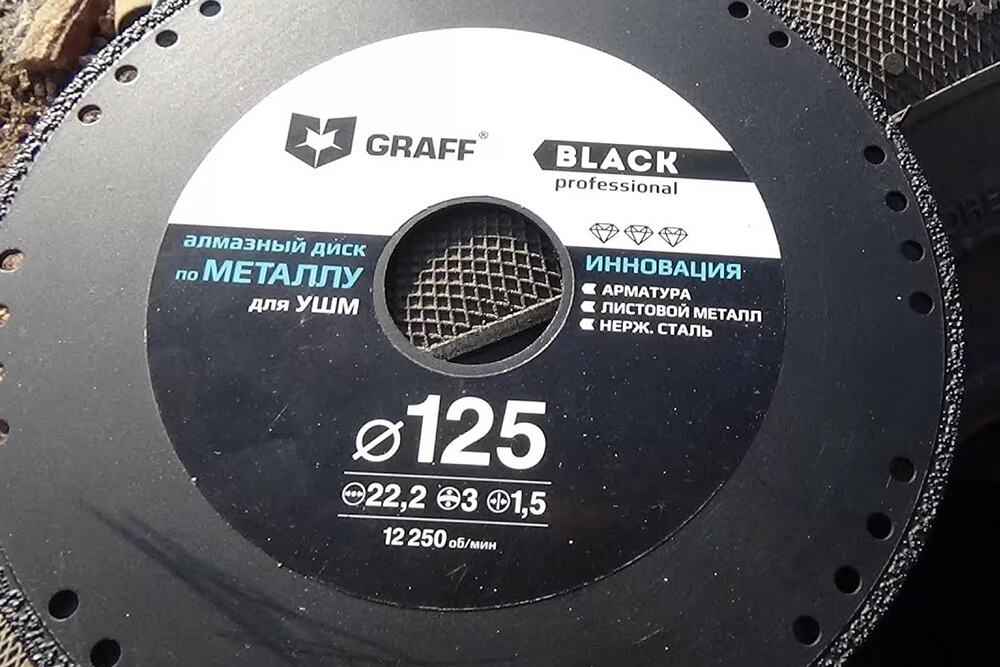 GRAFF®
BLACK
professional
алмазный диск
по МЕТАЛЛУ
для УШМ
ИННОВАЦИЯ
АРМАТУРА
ЛИСТОВОЙ МЕТАЛЛ
НЕРЖ. СТАЛЬ
⌀125
22,2 3 1,5
12 250 об/мин